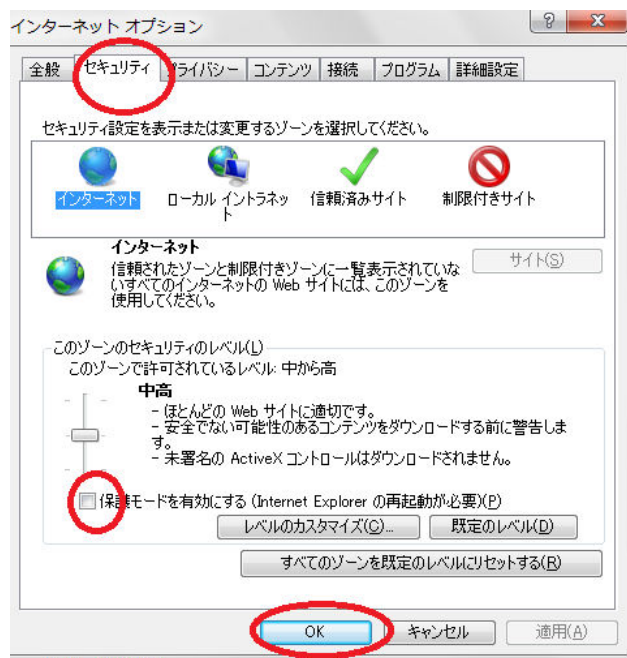 インターネット オプション
全般
セキュリティ
プライバシー
コンテンツ
接続
プログラム
詳細設定
セキュリティ設定を表示または変更するゾーンを選択してください。
インターネット
ローカル イントラネッ
ト
信頼済みサイト
制限付きサイト
インターネット
信頼されたゾーンと制限付きゾーンに一覧表示されていな
いすべてのインターネットの Web サイトには、このゾーンを
使用してください。
サイト(S)
このゾーンのセキュリティのレベル(L)
このゾーンで許可されているレベル: 中から高
中高
- ほとんどの Web サイトに適切です。
- 安全でない可能性のあるコンテンツをダウンロードする前に警告しま
す。
- 未署名の ActiveX コントロールはダウンロードされません。
保護モードを有効にする (Internet Explorer の再起動が必要)(P)
レベルのカスタマイズ(C)...
既定のレベル(D)
すべてのゾーンを既定のレベルにリセットする(R)
OK
キャンセル
適用(A)